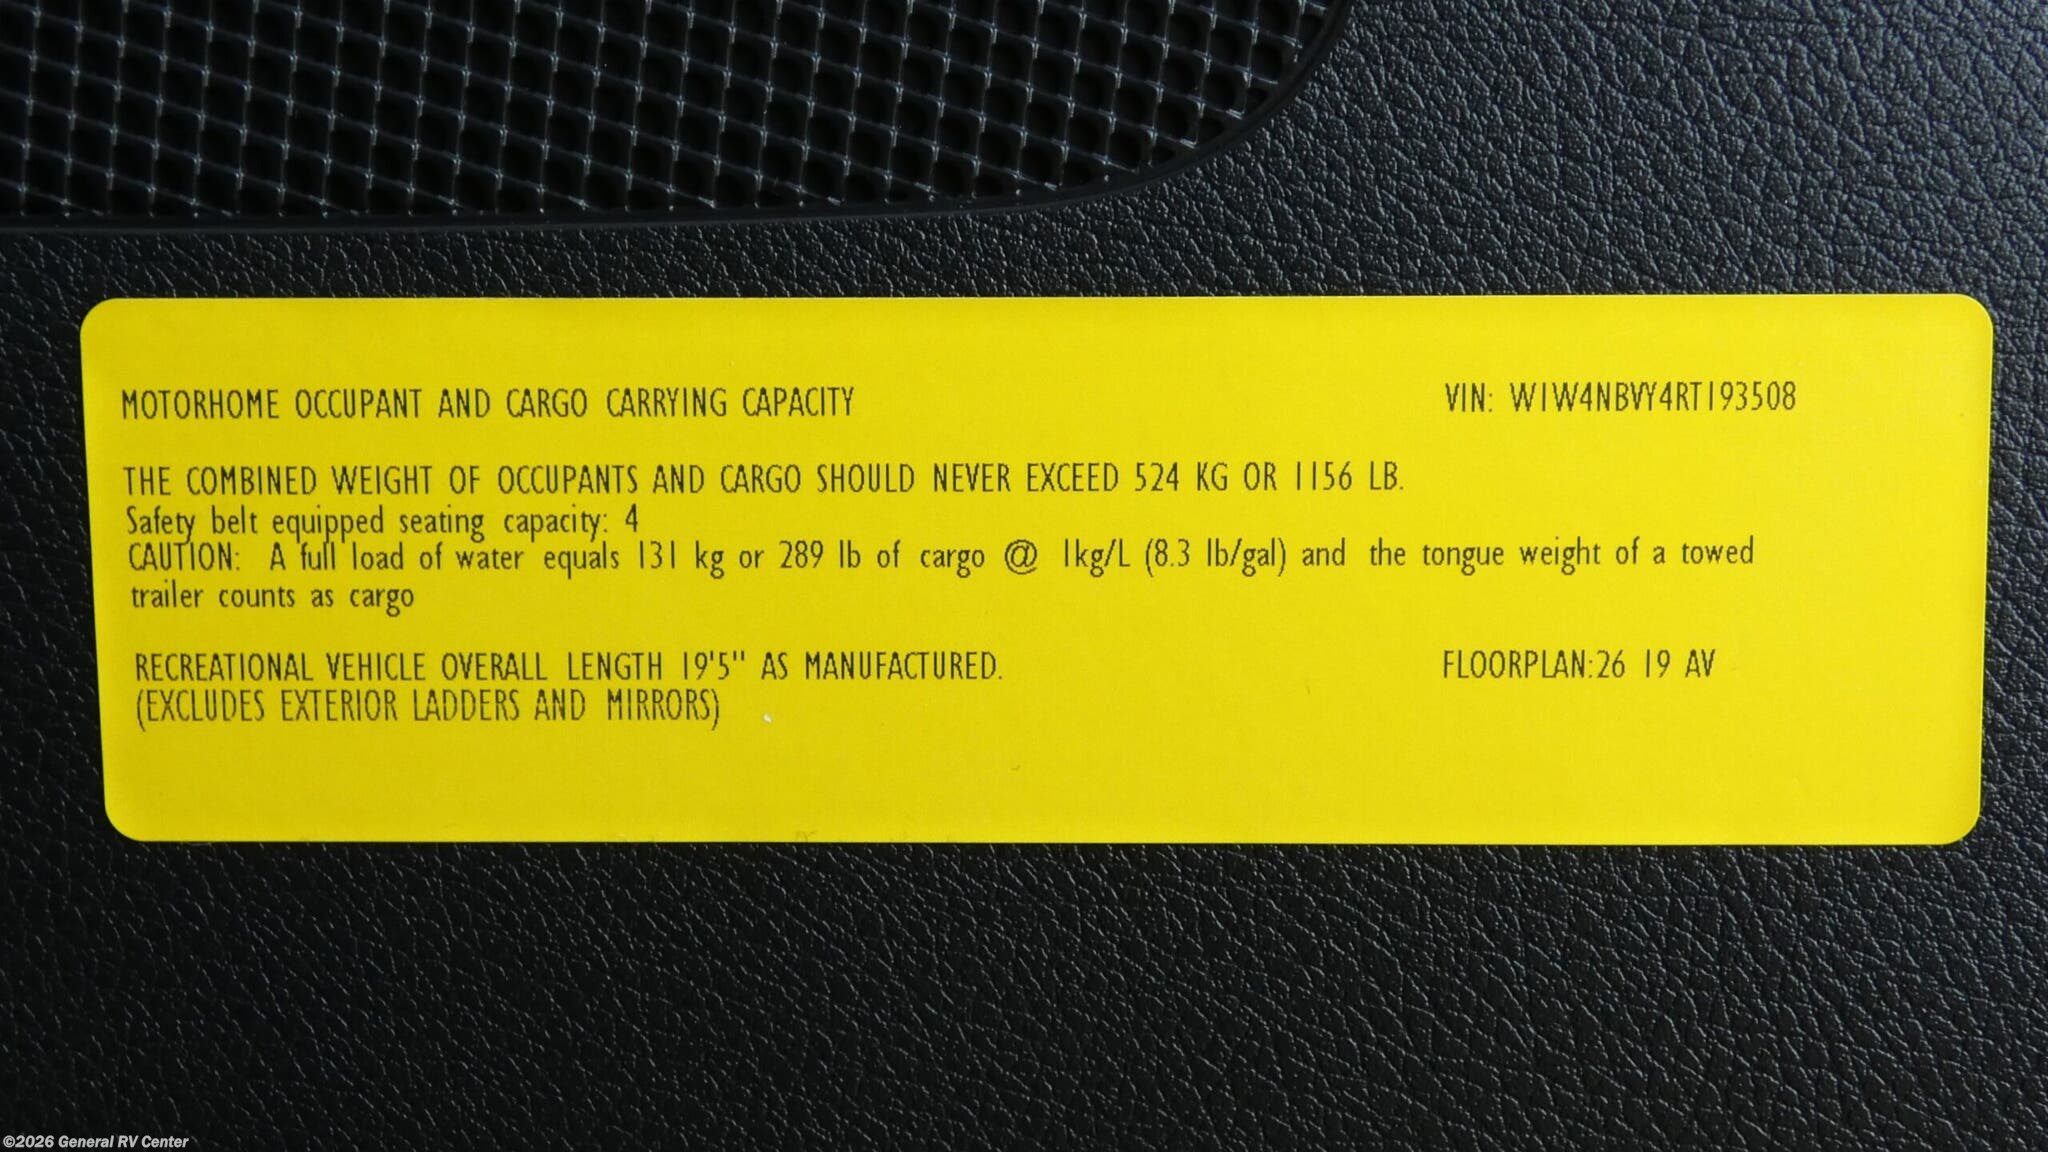 MOTORHOME OCCUPANT AND CARGO CARRYING CAPACITY
VIN: W1W4NBVY4RT193508
THE COMBINED WEIGHT OF OCCUPANTS AND CARGO SHOULD NEVER EXCEED 524 KG OR 1156 LB.
Safety belt equipped seating capacity: 4
CAUTION: A full load of water equals 131 kg or 289 lb of cargo @ 1kg/L (8.3 lb/gal) and the tongue weight of a towed
trailer counts as cargo
RECREATIONAL VEHICLE OVERALL LENGTH 19'5" AS MANUFACTURED.
FLOORPLAN:26 19 AV
(EXCLUDES EXTERIOR LADDERS AND MIRRORS)
©2026 General RV Center